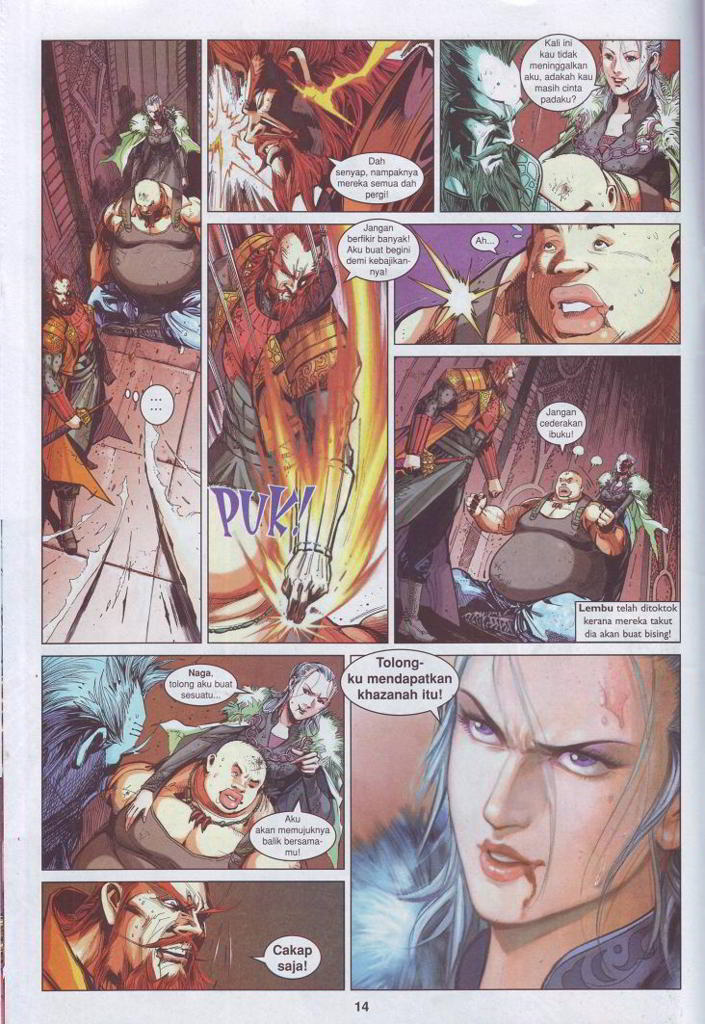 Dah
senyap, nampaknya
mereka semua dah
pergi!
Kali ini
kau tidak
meninggalkan
aku, adakah kau
masih cinta
padaku?
...
...
Jangan
berfikir banyak!
Aku buat begini
demi kebajikan-
nya!
PUK!
Ah...
Jangan
cederakan
ibuku!
Lembu telah ditoktok
kerana mereka takut
dia akan buat bising!
Naga,
tolong aku buat
sesuatu...
Aku
akan memujuknya
balik bersama-
mu!
Tolong-
ku mendapatkan
khazanah itu!
Cakap
saja!
14